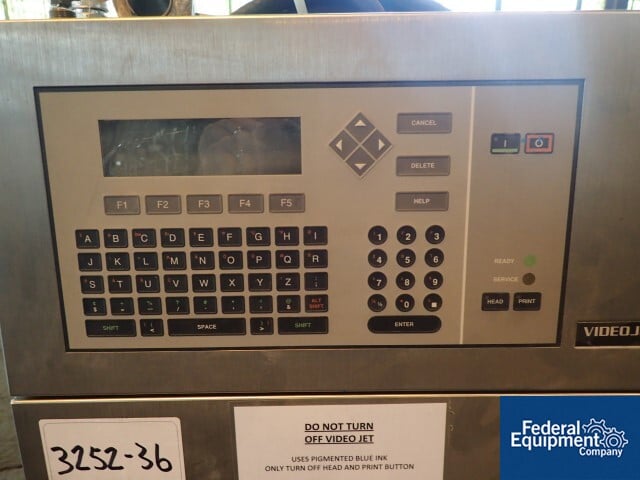 CANCEL
DELETE
HELP
F1 F2 F3 F4 F5
A B C D E F G H I
J K L M N O P Q R
S T U V W X Y Z
ALT
SHIFT
SHIFT SPACE SHIFT
1 2 3
4 5 6
7 8 9
0
ENTER
I
READY
SERVICE
HEAD PRINT
VIDEOJ
3252-36
DO NOT TURN
OFF VIDEO JET
USES PIGMENTED BLUE INK
ONLY TURN OFF HEAD AND PRINT BUTTON
Federal
Equipment
Company